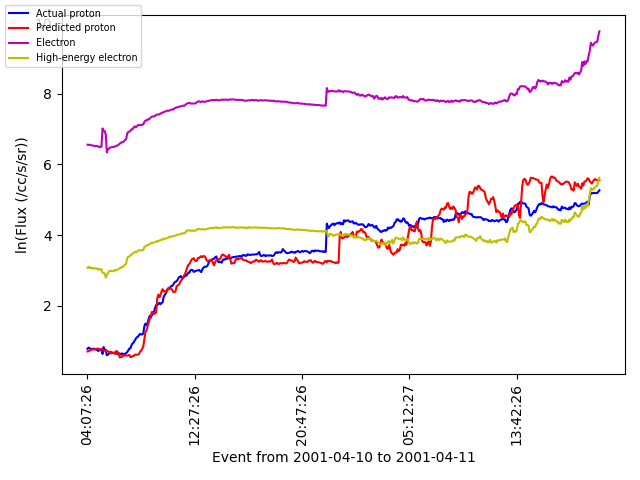 Actual proton
Predicted proton
Electron
High-energy electron
8
6
4
2
ln(Flux (/cc/s/sr))
04:07:26
12:27:26
20:47:26
05:12:27
13:42:26
Event from 2001-04-10 to 2001-04-11